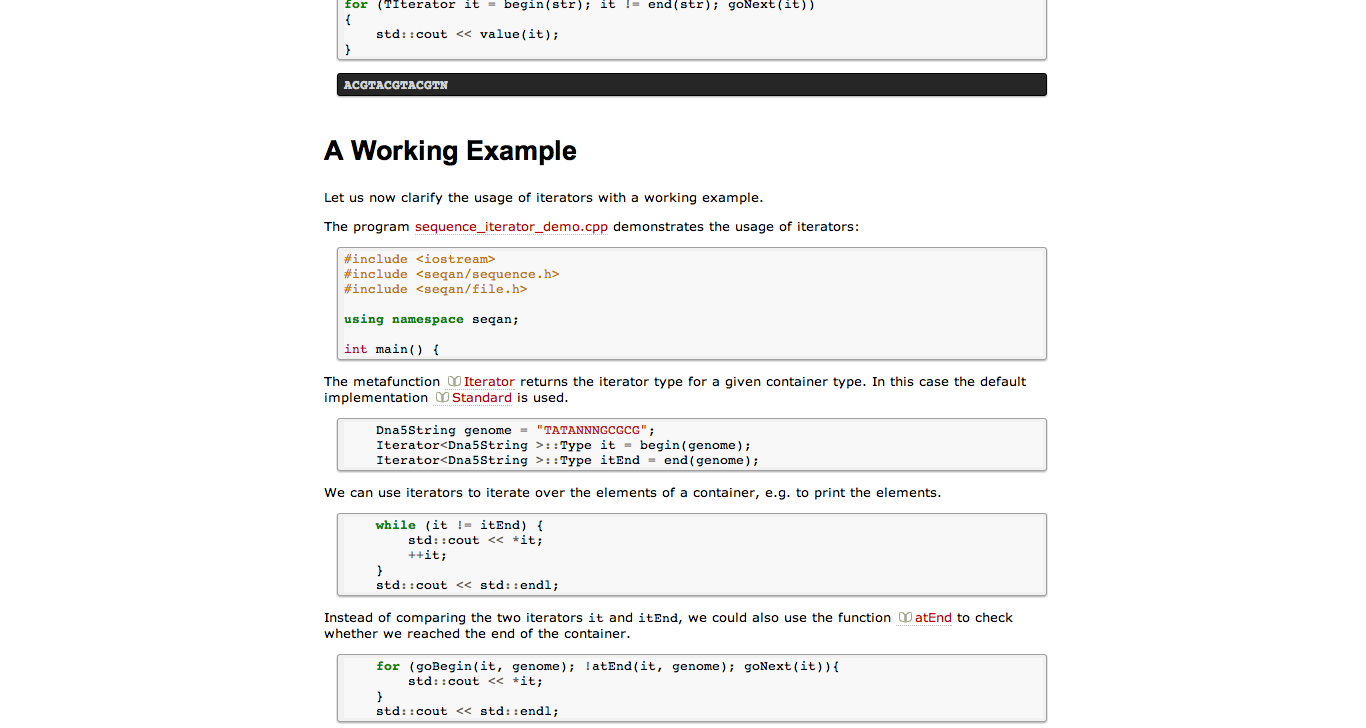 for (TIterator it = begin(str); it != end(str); goNext(it))
{
    std::cout << value(it);
}
ACGTACGTACGTN
A Working Example
Let us now clarify the usage of iterators with a working example.
The program sequence_iterator_demo.cpp demonstrates the usage of iterators:
#include <iostream>
#include <seqan/sequence.h>
#include <seqan/file.h>
using namespace seqan;
int main() {
The metafunction Iterator returns the iterator type for a given container type. In this case the default
implementation Standard is used.
    Dna5String genome = "TATANNNGCGCG";
    Iterator<Dna5String >::Type it = begin(genome);
    Iterator<Dna5String >::Type itEnd = end(genome);
We can use iterators to iterate over the elements of a container, e.g. to print the elements.
    while (it != itEnd) {
        std::cout << *it;
        ++it;
    }
    std::cout << std::endl;
Instead of comparing the two iterators it and itEnd, we could also use the function atEnd to check
whether we reached the end of the container.
    for (goBegin(it, genome); !atEnd(it, genome); goNext(it)){
        std::cout << *it;
    }
    std::cout << std::endl;